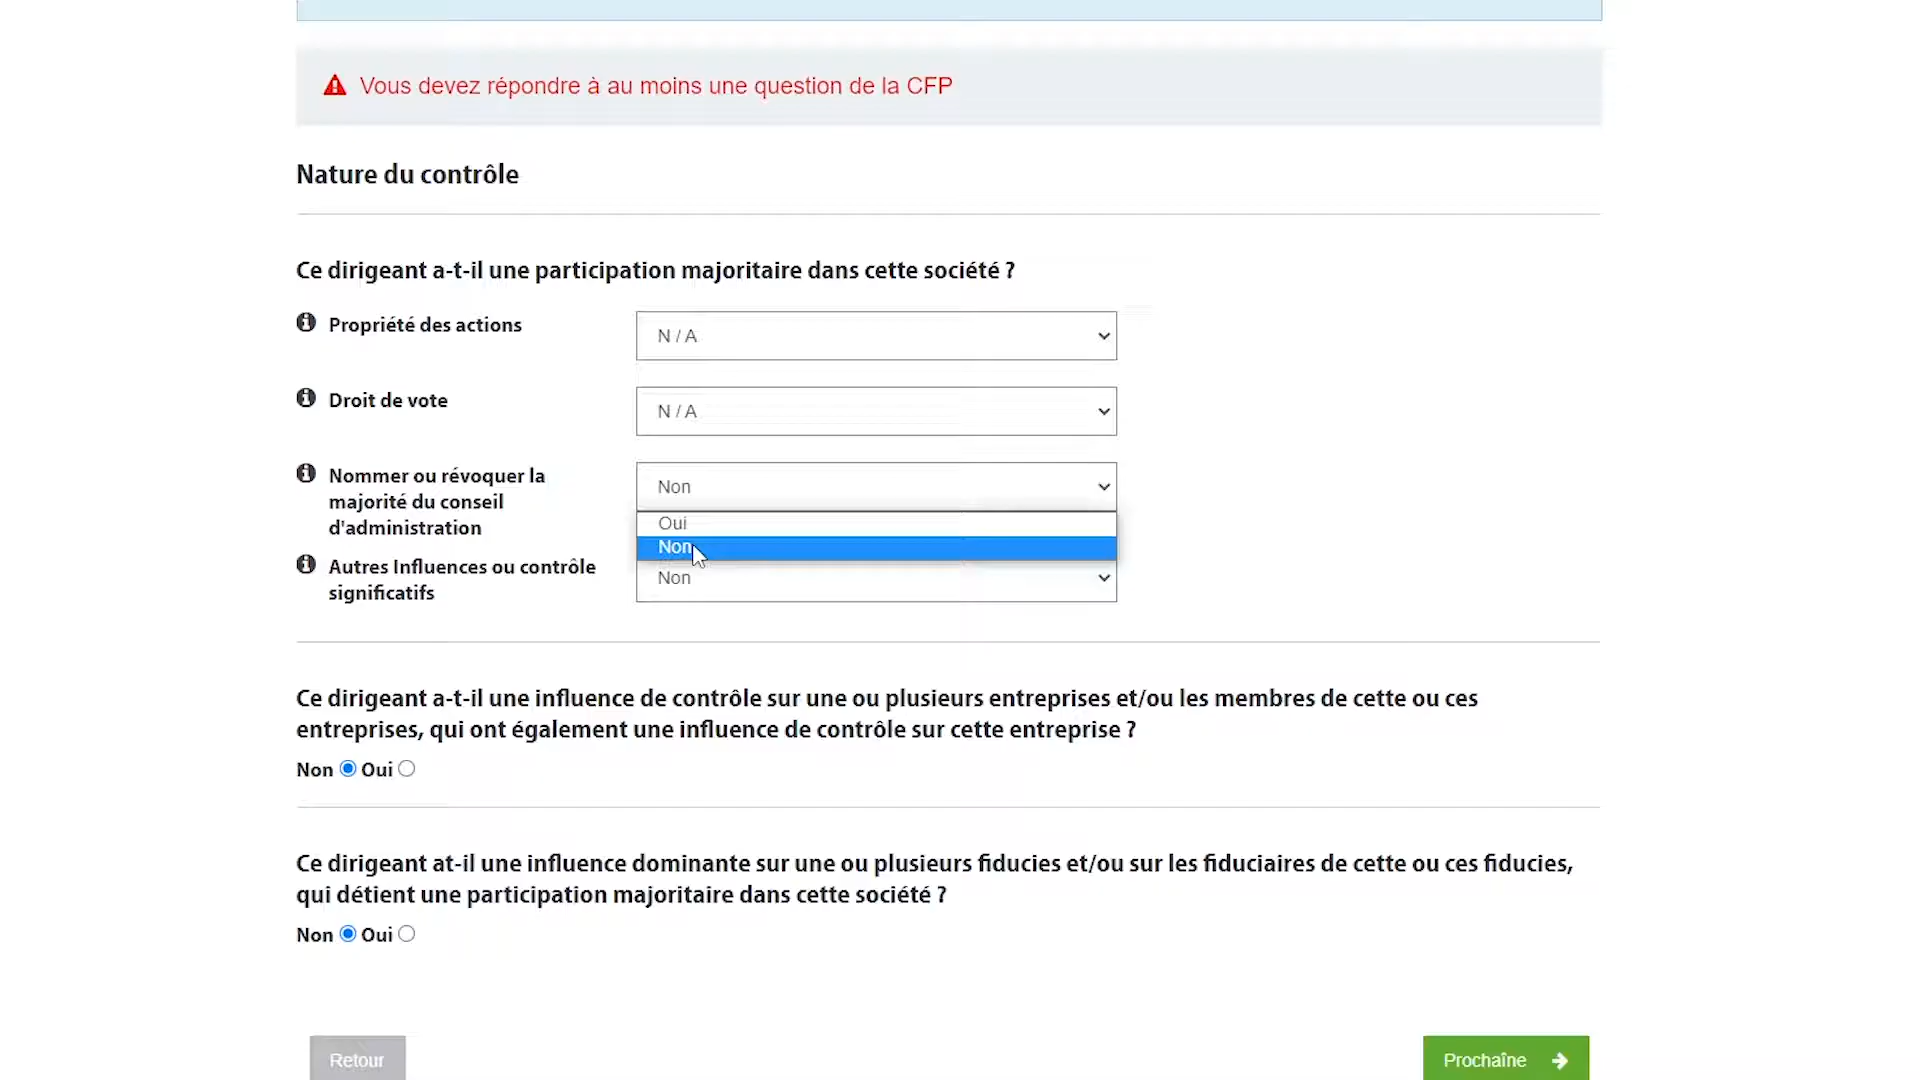 Vous devez répondre à au moins une question de la CFP
Nature du contrôle
Ce dirigeant a-t-il une participation majoritaire dans cette société ?
Propriété des actions
N / A
Droit de vote
N / A
Nommer ou révoquer la
majorité du conseil
d'administration
Non
Oui
Non
Autres Influences ou contrôle
significatifs
Non
Ce dirigeant a-t-il une influence de contrôle sur une ou plusieurs entreprises et/ou les membres de cette ou ces
entreprises, qui ont également une influence de contrôle sur cette entreprise ?
Non Oui
Ce dirigeant at-il une influence dominante sur une ou plusieurs fiducies et/ou sur les fiduciaires de cette ou ces fiducies,
qui détient une participation majoritaire dans cette société ?
Non Oui
Retour
Prochaîne